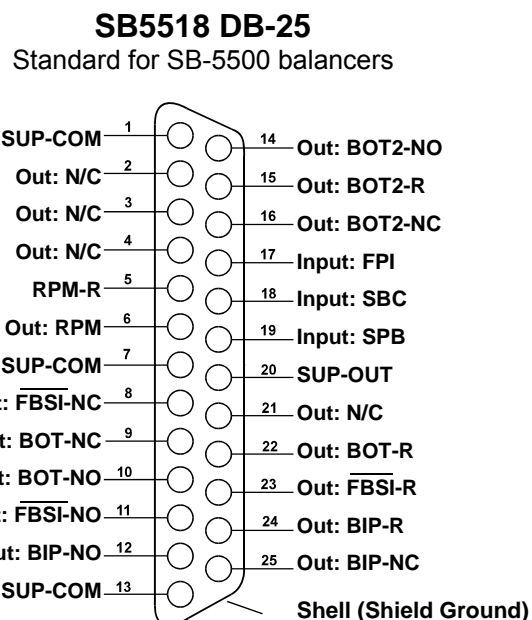 SB5518 DB-25
Standard for SB-5500 balancers
SUP-COM 1
Out: N/C 2
Out: N/C 3
Out: N/C 4
RPM-R 5
Out: RPM 6
SUP-COM 7
t: F̅B̅S̅I̅-NC 8
t: BOT-NC 9
t: BOT-NO 10
t: F̅B̅S̅I̅-NO 11
ut: BIP-NO 12
SUP-COM 13
14 Out: BOT2-NO
15 Out: BOT2-R
16 Out: BOT2-NC
17 Input: FPI
18 Input: SBC
19 Input: SPB
20 SUP-OUT
21 Out: N/C
22 Out: BOT-R
23 Out: F̅B̅S̅I̅-R
24 Out: BIP-R
25 Out: BIP-NC
Shell (Shield Ground)